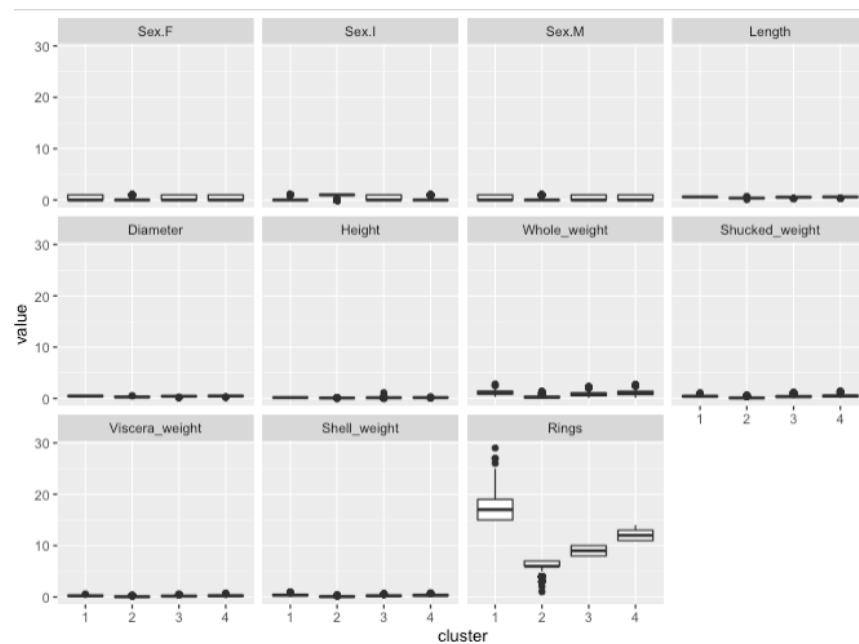 Sex.F Sex.I Sex.M Length
30
20
10
0
Diameter Height Whole_weight Shucked_weight
30
20
10
0
value
1 2 3 4
Viscera_weight Shell_weight Rings
30
20
10
0
1 2 3 4 1 2 3 4 1 2 3 4
cluster